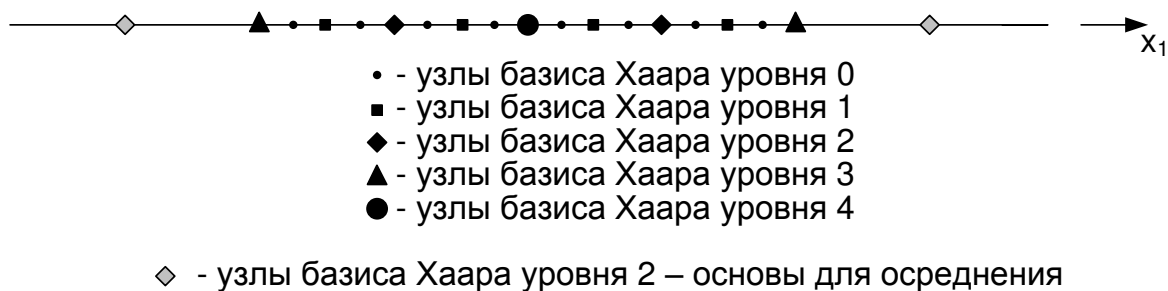 x₁
• - узлы базиса Хаара уровня 0
■ - узлы базиса Хаара уровня 1
◆ - узлы базиса Хаара уровня 2
▲ - узлы базиса Хаара уровня 3
● - узлы базиса Хаара уровня 4
◇ - узлы базиса Хаара уровня 2 – основы для осреднения